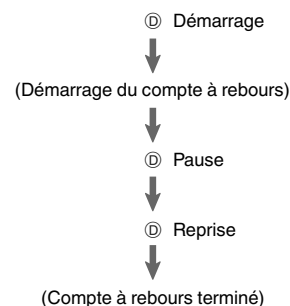 Ⓓ Démarrage
(Démarrage du compte à rebours)
Ⓓ Pause
Ⓓ Reprise
(Compte à rebours terminé)